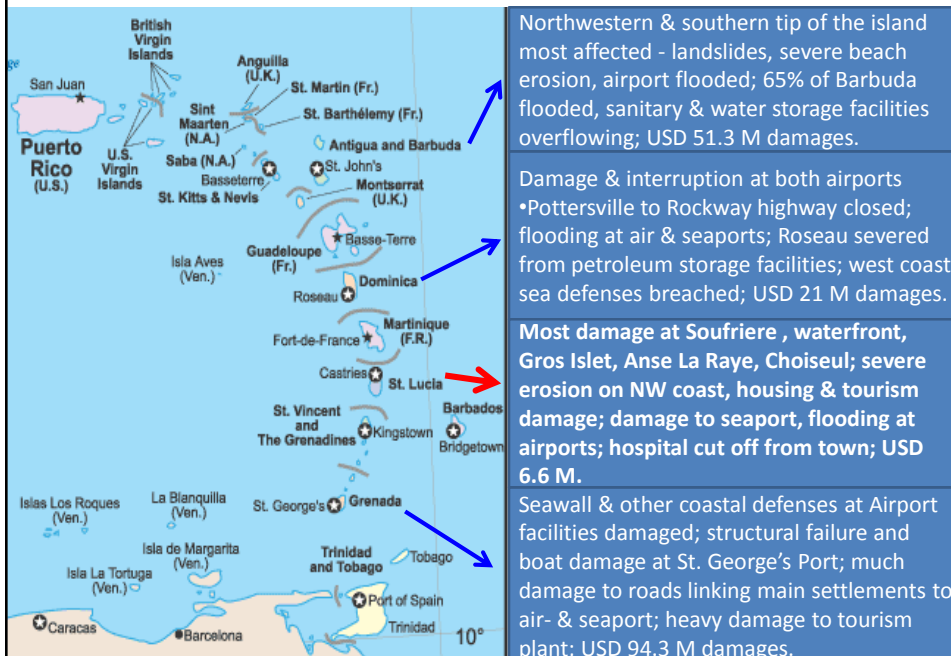 British
Virgin
Islands
ge
San Juan
Puerto
Rico
(U.S.)
U.S.
Virgin
Islands
Anguilla
(U.K.)
St. Martin (Fr.)
Sint
Maarten
(N.A.)
St. Barthélemy (Fr.)
Saba (N.A.)
Antigua and Barbuda
St. John's
Basseterre
St. Kitts & Nevis
Montserrat
(U.K.)
Guadeloupe
(Fr.)
Basse-Terre
Isla Aves
(Ven.)
Dominica
Roseau
Martinique
(F.R.)
Fort-de-France
Castries
St. Lucia
St. Vincent
and
The Grenadines
Kingstown
Barbados
Bridgetown
St. George's
Grenada
Islas Los Roques
(Ven.)
La Blanquilla
(Ven.)
Isla de Margarita
(Ven.)
Isla La Tortuga
(Ven.)
Trinidad
and Tobago
Tobago
Port of Spain
Trinidad
Caracas
Barcelona
10°
Northwestern & southern tip of the island
most affected - landslides, severe beach
erosion, airport flooded; 65% of Barbuda
flooded, sanitary & water storage facilities
overflowing; USD 51.3 M damages.
Damage & interruption at both airports
•Pottersville to Rockway highway closed;
flooding at air & seaports; Roseau severed
from petroleum storage facilities; west coast
sea defenses breached; USD 21 M damages.
Most damage at Soufriere , waterfront,
Gros Islet, Anse La Raye, Choiseul; severe
erosion on NW coast, housing & tourism
damage; damage to seaport, flooding at
airports; hospital cut off from town; USD
6.6 M.
Seawall & other coastal defenses at Airport
facilities damaged; structural failure and
boat damage at St. George's Port; much
damage to roads linking main settlements to
air- & seaport; heavy damage to tourism
plant; USD 94.3 M damages.